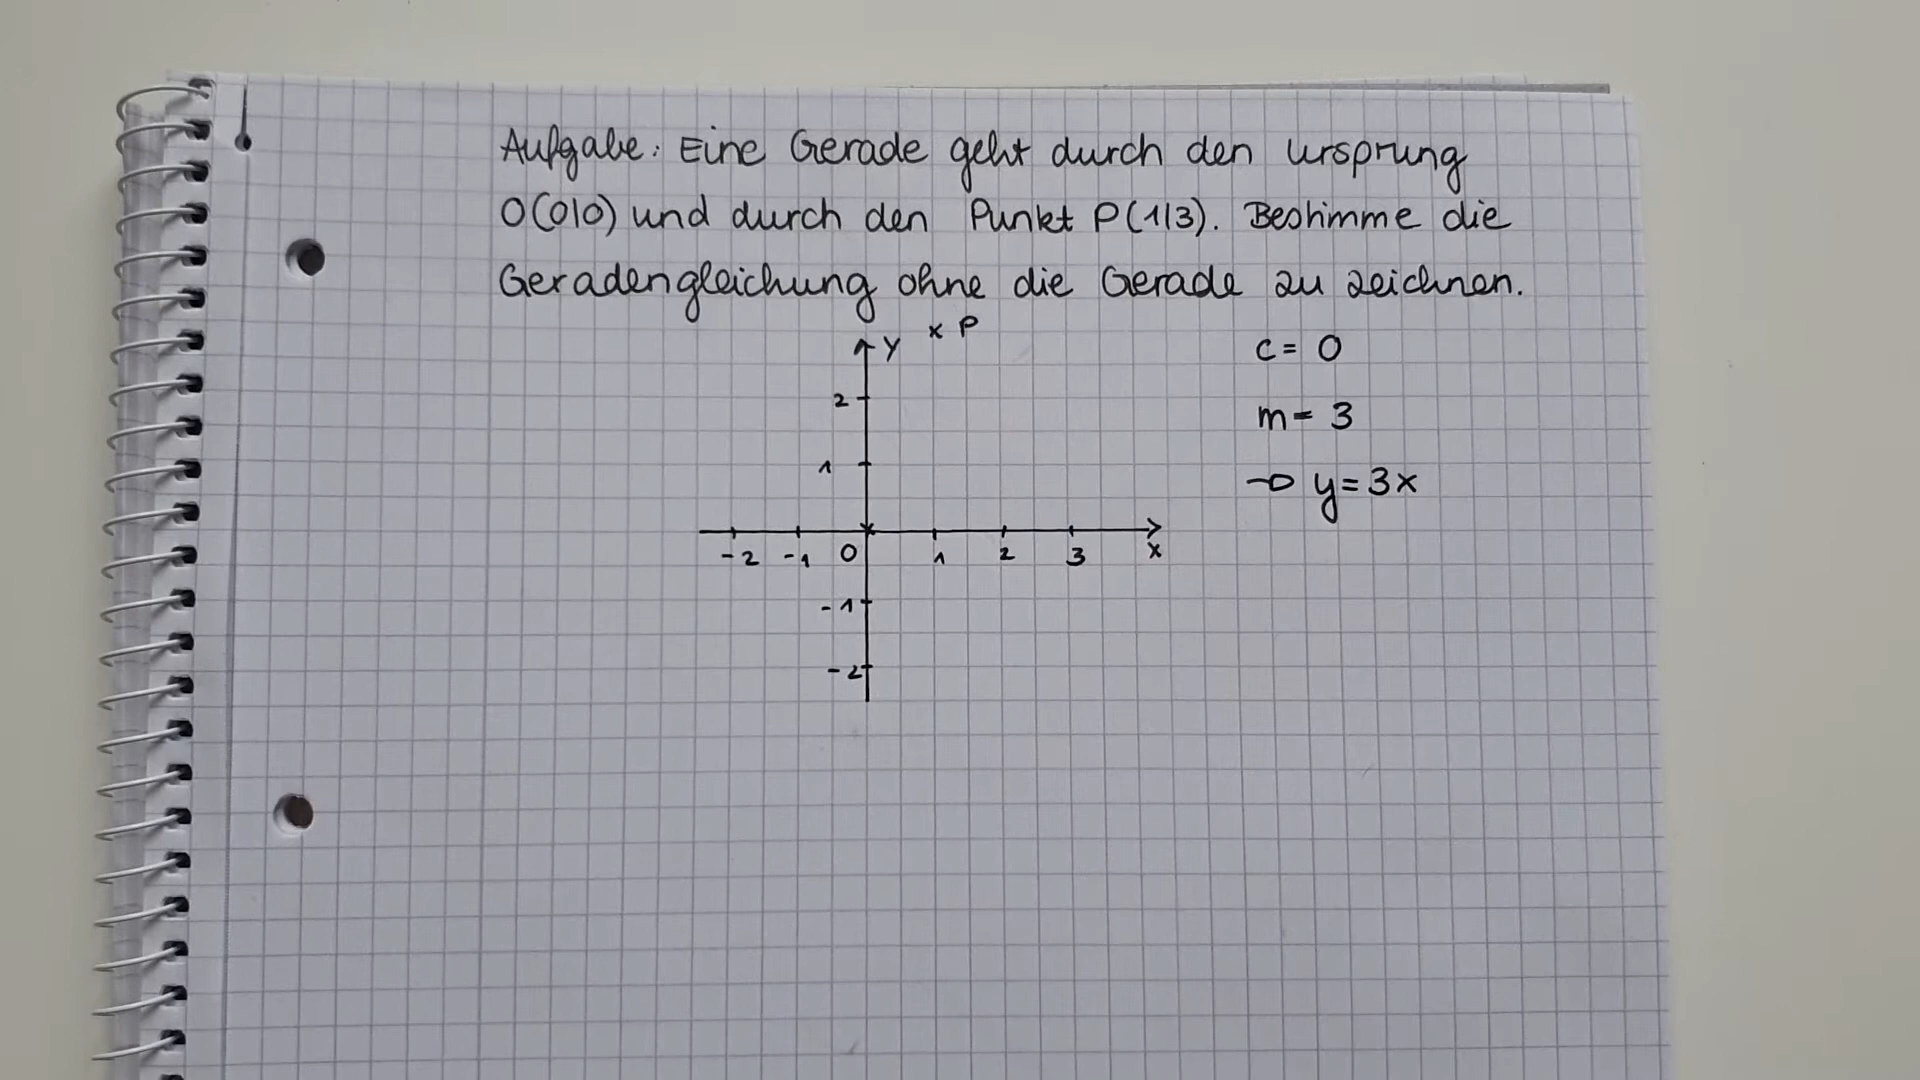 Aufgabe: Eine Gerade geht durch den Ursprung
O(0|0) und durch den Punkt P(1|3). Bestimme die
Geradengleichung ohne die Gerade zu zeichnen.
x P
y
c = 0
2
m = 3
1
→ y = 3x
-2 -1 0 1 2 3 x
-1
-2